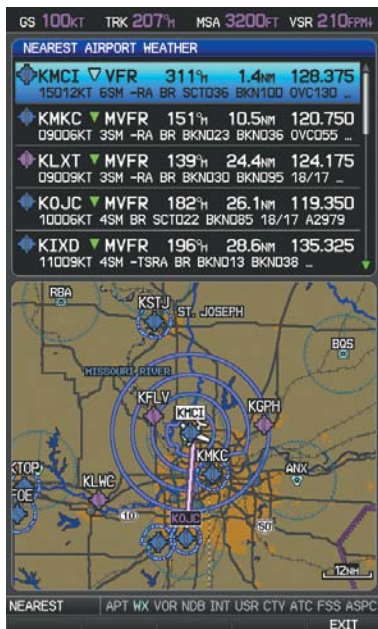 GS 100KT TRK 207°M MSA 3200FT VSR 210FPM↓
NEAREST AIRPORT WEATHER
KMCI ▽ VFR 311°M 1.4NM 128.375
15012KT 6SM -RA BR SCT036 BKN100 OVC130 …
KMKC ▼ MVFR 151°M 10.5NM 120.750
09006KT 3SM -RA BR BKN023 BKN036 OVC055 …
KLXT ▼ MVFR 139°M 24.4NM 124.175
09009KT 3SM -RA BR BKN030 BKN095 18/17 …
KOJC ▼ MVFR 182°M 26.1NM 119.350
10006KT 4SM BR SCT022 BKN085 18/17 A2979
KIXD ▼ MVFR 196°M 28.6NM 135.325
11009KT 4SM -TSRA BR BKN013 BKN038 …
RBA
KSTJ
ST. JOSEPH
BQS
MISSOURI RIVER
KFLV
KMCI
KGPH
KMKC
KTOP
KLWC
ANX
FOE
KOJC
70
50
12NM
NEAREST APT WX VOR NDB INT USR CTY ATC FSS ASPC
EXIT